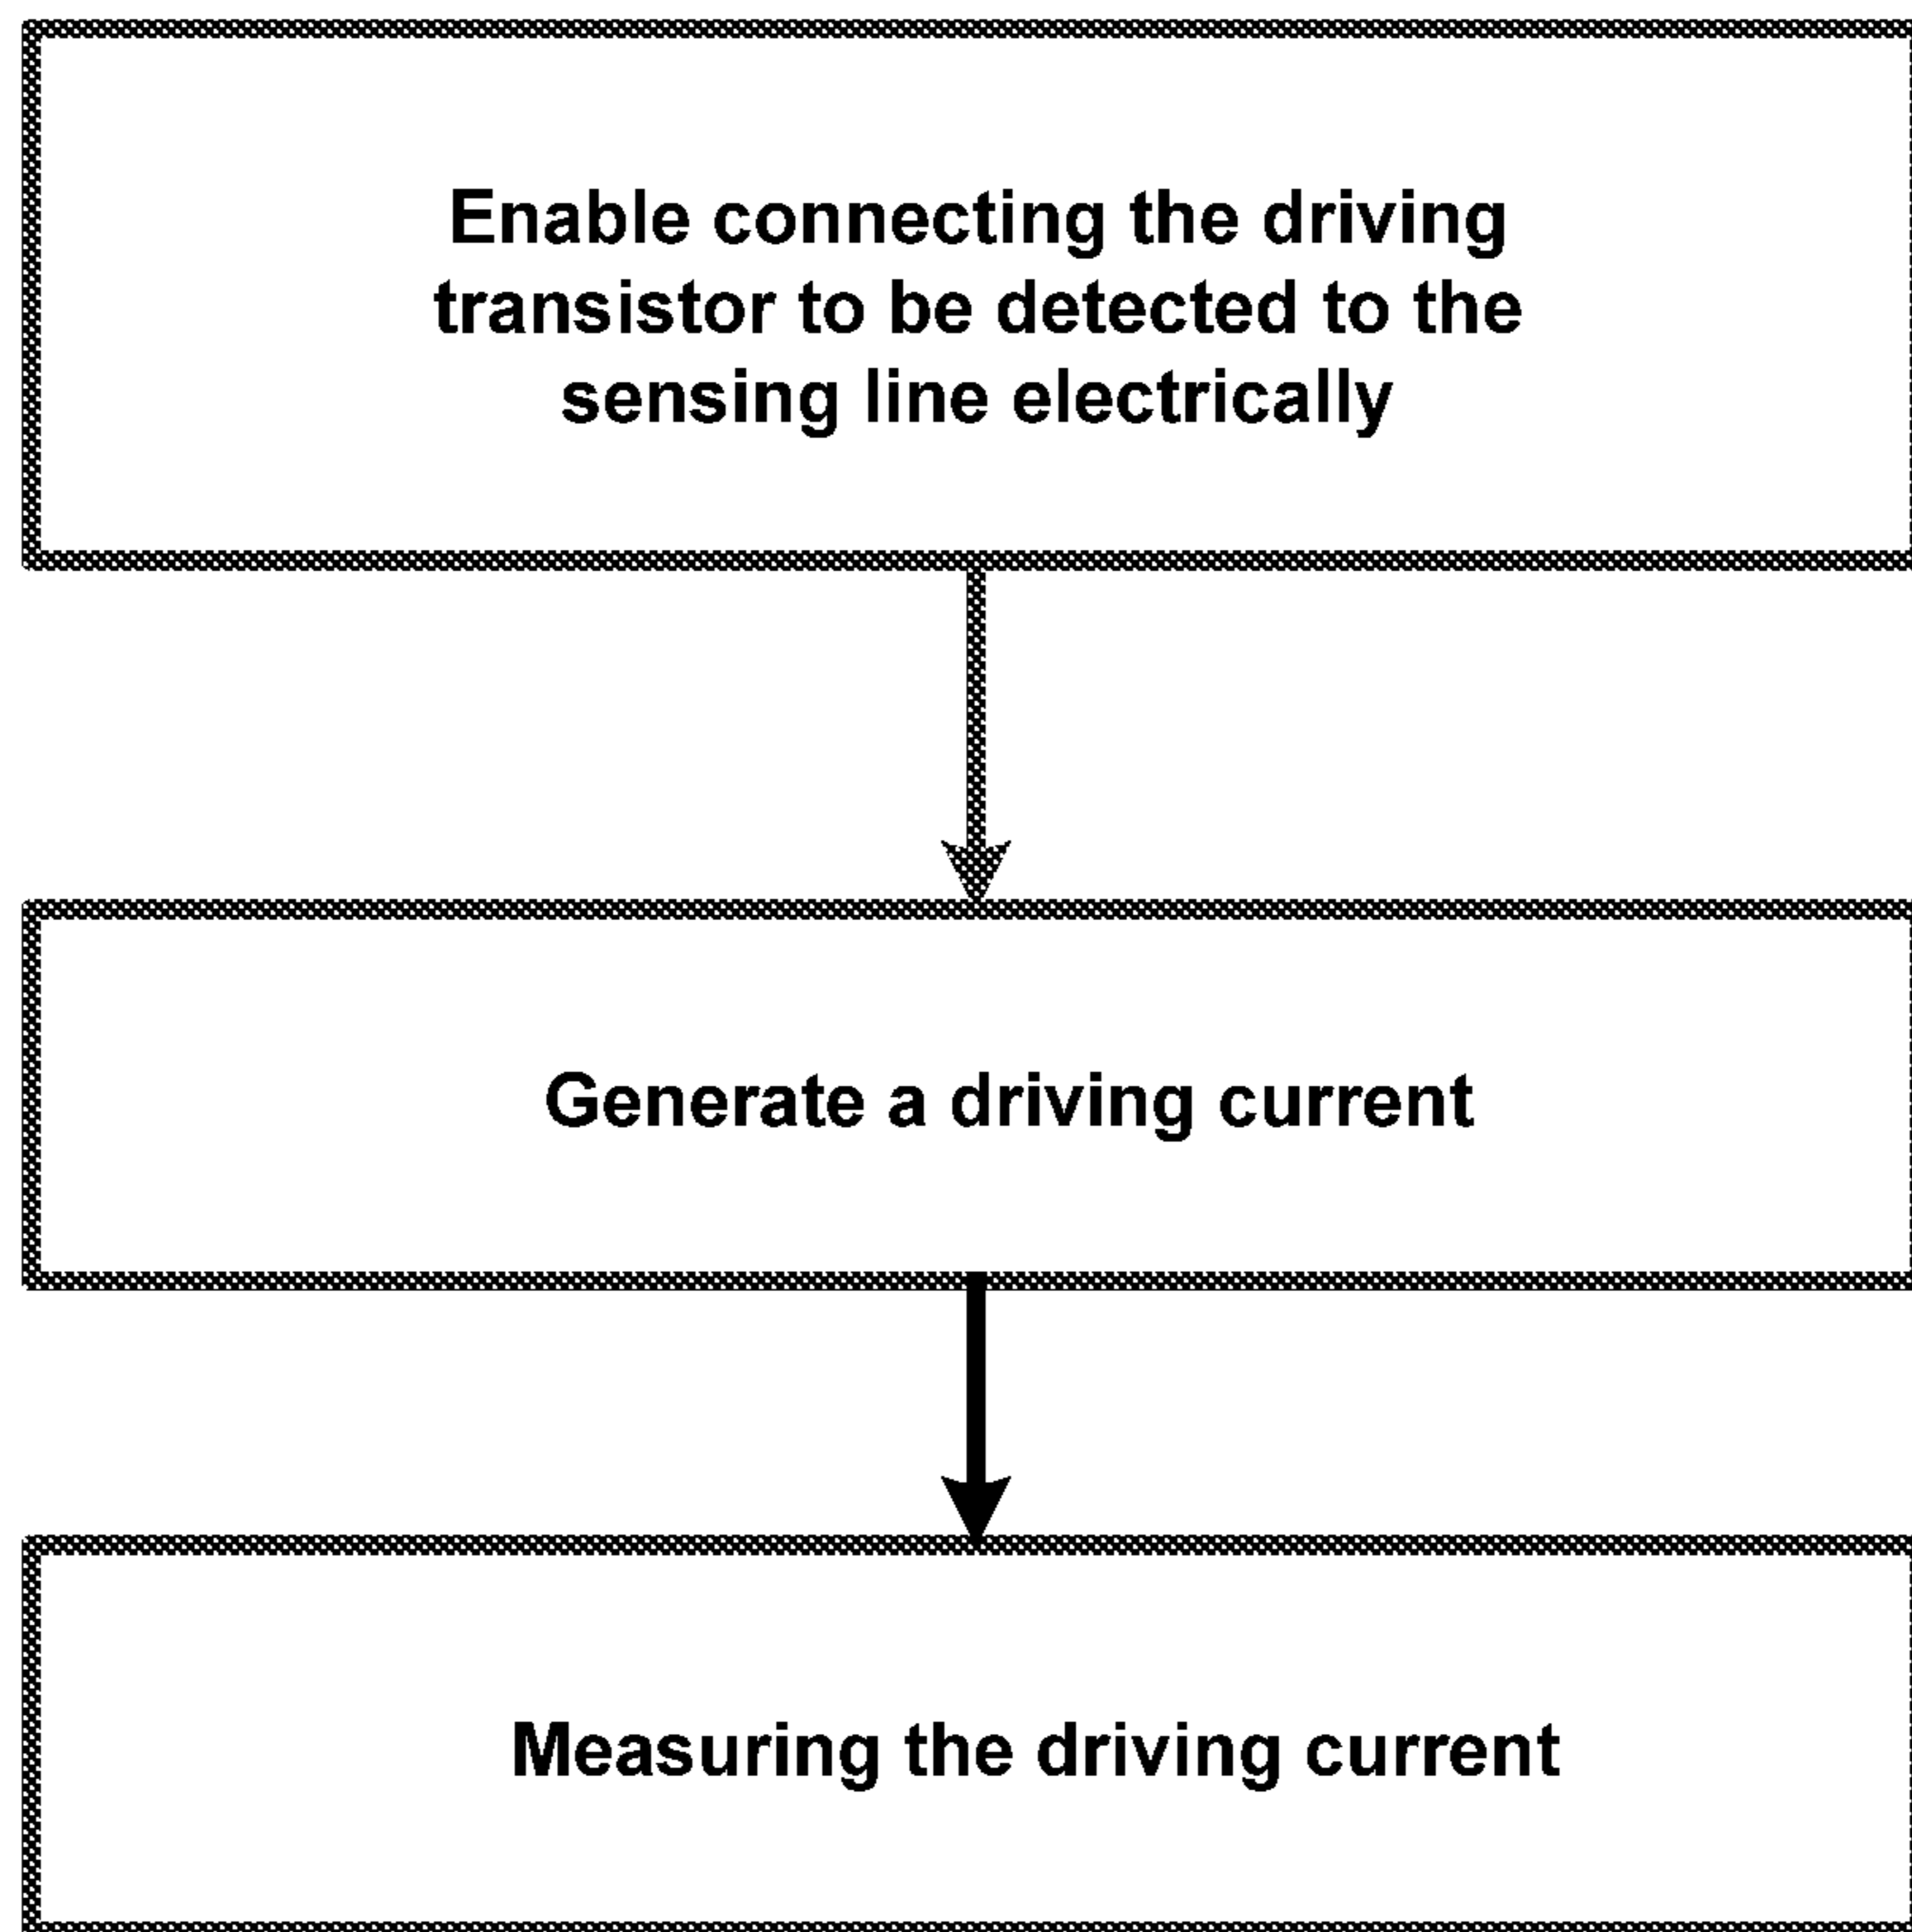 Enable connecting the driving
transistor to be detected to the
sensing line electrically
Generate a driving current
Measuring the driving current